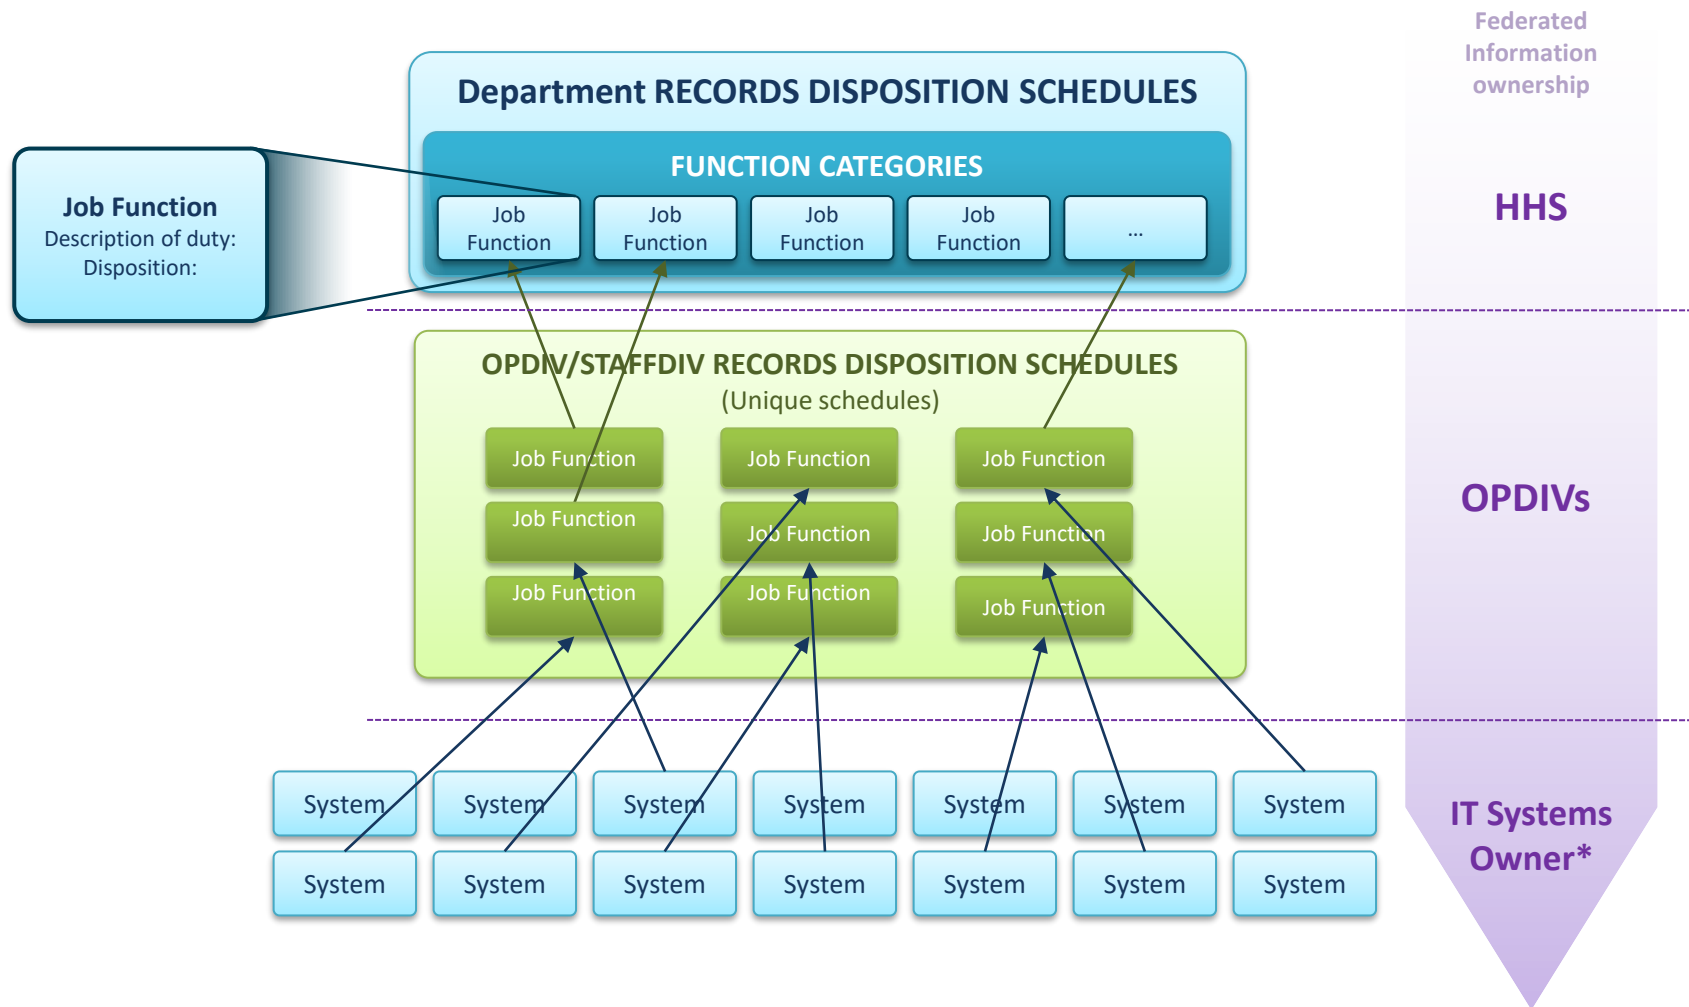 Federated
Information
ownership
Department RECORDS DISPOSITION SCHEDULES
FUNCTION CATEGORIES
Job
Function
Job
Function
Job
Function
Job
Function
...
Job Function
Description of duty:
Disposition:
HHS
OPDIV/STAFFDIV RECORDS DISPOSITION SCHEDULES
(Unique schedules)
Job Function
Job Function
Job Function
Job Function
Job Function
Job Function
Job Function
Job Function
Job Function
OPDIVs
System
System
System
System
System
System
System
System
System
System
System
System
System
System
IT Systems
Owner*